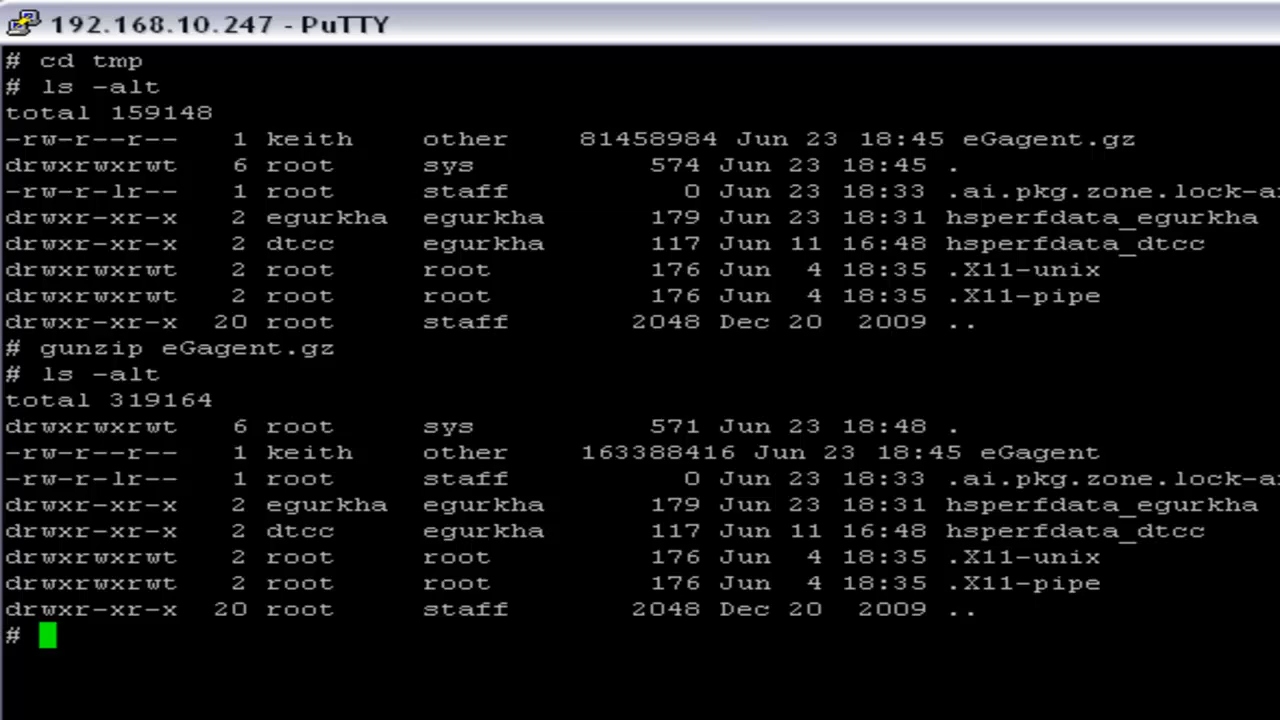 192.168.10.247 - PuTTY
# cd tmp
# ls -alt
total 159148
-rw-r--r-- 1 keith other 81458984 Jun 23 18:45 eGagent.gz
drwxrwxrwt 6 root sys 574 Jun 23 18:45 .
-rw-r--lr-- 1 root staff 0 Jun 23 18:33 .ai.pkg.zone.lock-a
drwxr-xr-x 2 egurkha egurkha 179 Jun 23 18:31 hsperfdata_egurkha
drwxr-xr-x 2 dtcc egurkha 117 Jun 11 16:48 hsperfdata_dtcc
drwxrwxrwt 2 root root 176 Jun 4 18:35 .X11-unix
drwxrwxrwt 2 root root 176 Jun 4 18:35 .X11-pipe
drwxr-xr-x 20 root staff 2048 Dec 20 2009 ..
# gunzip eGagent.gz
# ls -alt
total 319164
drwxrwxrwt 6 root sys 571 Jun 23 18:48 .
-rw-r--r-- 1 keith other 163388416 Jun 23 18:45 eGagent
-rw-r--lr-- 1 root staff 0 Jun 23 18:33 .ai.pkg.zone.lock-a
drwxr-xr-x 2 egurkha egurkha 179 Jun 23 18:31 hsperfdata_egurkha
drwxr-xr-x 2 dtcc egurkha 117 Jun 11 16:48 hsperfdata_dtcc
drwxrwxrwt 2 root root 176 Jun 4 18:35 .X11-unix
drwxrwxrwt 2 root root 176 Jun 4 18:35 .X11-pipe
drwxr-xr-x 20 root staff 2048 Dec 20 2009 ..
#